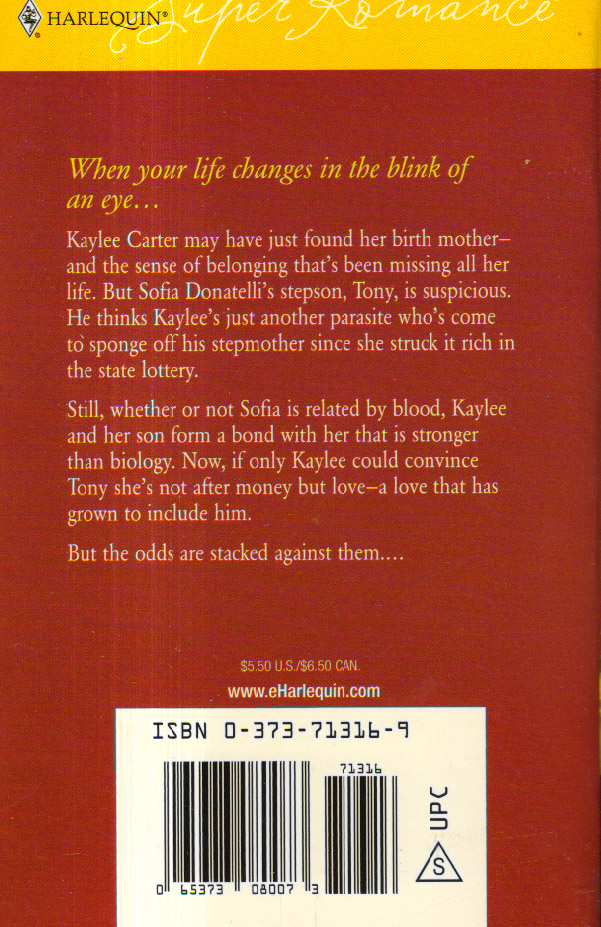 HARLEQUIN®
Super Romance
When your life changes in the blink of
an eye...
Kaylee Carter may have just found her birth mother—
and the sense of belonging that's been missing all her
life. But Sofia Donatelli's stepson, Tony, is suspicious.
He thinks Kaylee's just another parasite who's come
to sponge off his stepmother since she struck it rich in
the state lottery.
Still, whether or not Sofia is related by blood, Kaylee
and her son form a bond with her that is stronger
than biology. Now, if only Kaylee could convince
Tony she's not after money but love—a love that has
grown to include him.
But the odds are stacked against them....
$5.50 U.S./$6.50 CAN.
www.eHarlequin.com
ISBN 0-373-71316-9
71316
0 65373 08007 3
UPC
S